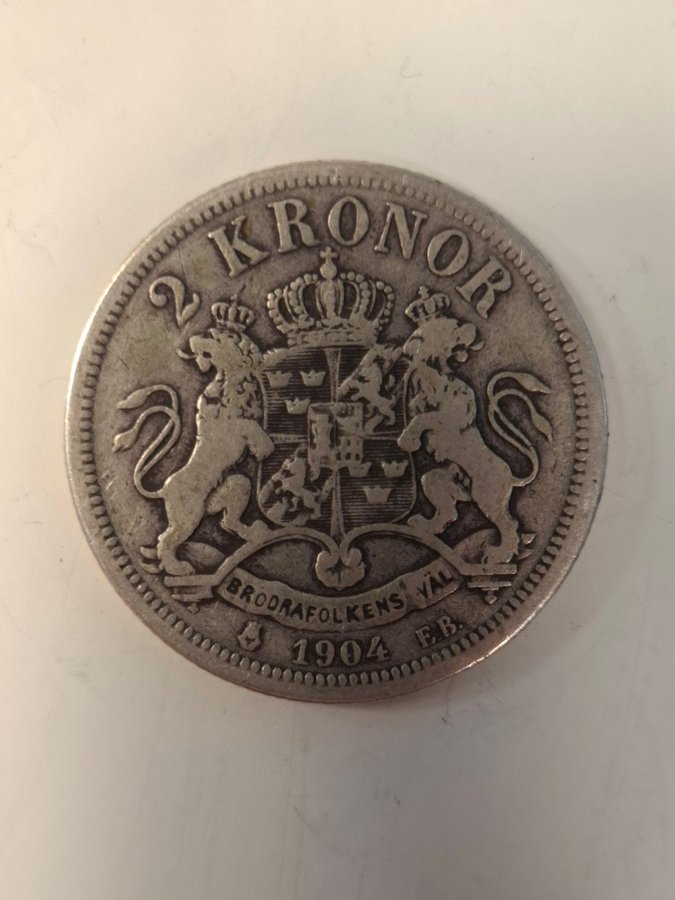 2 KRONOR
BRÖDRAFOLKENS VÄL
1904 E.B.